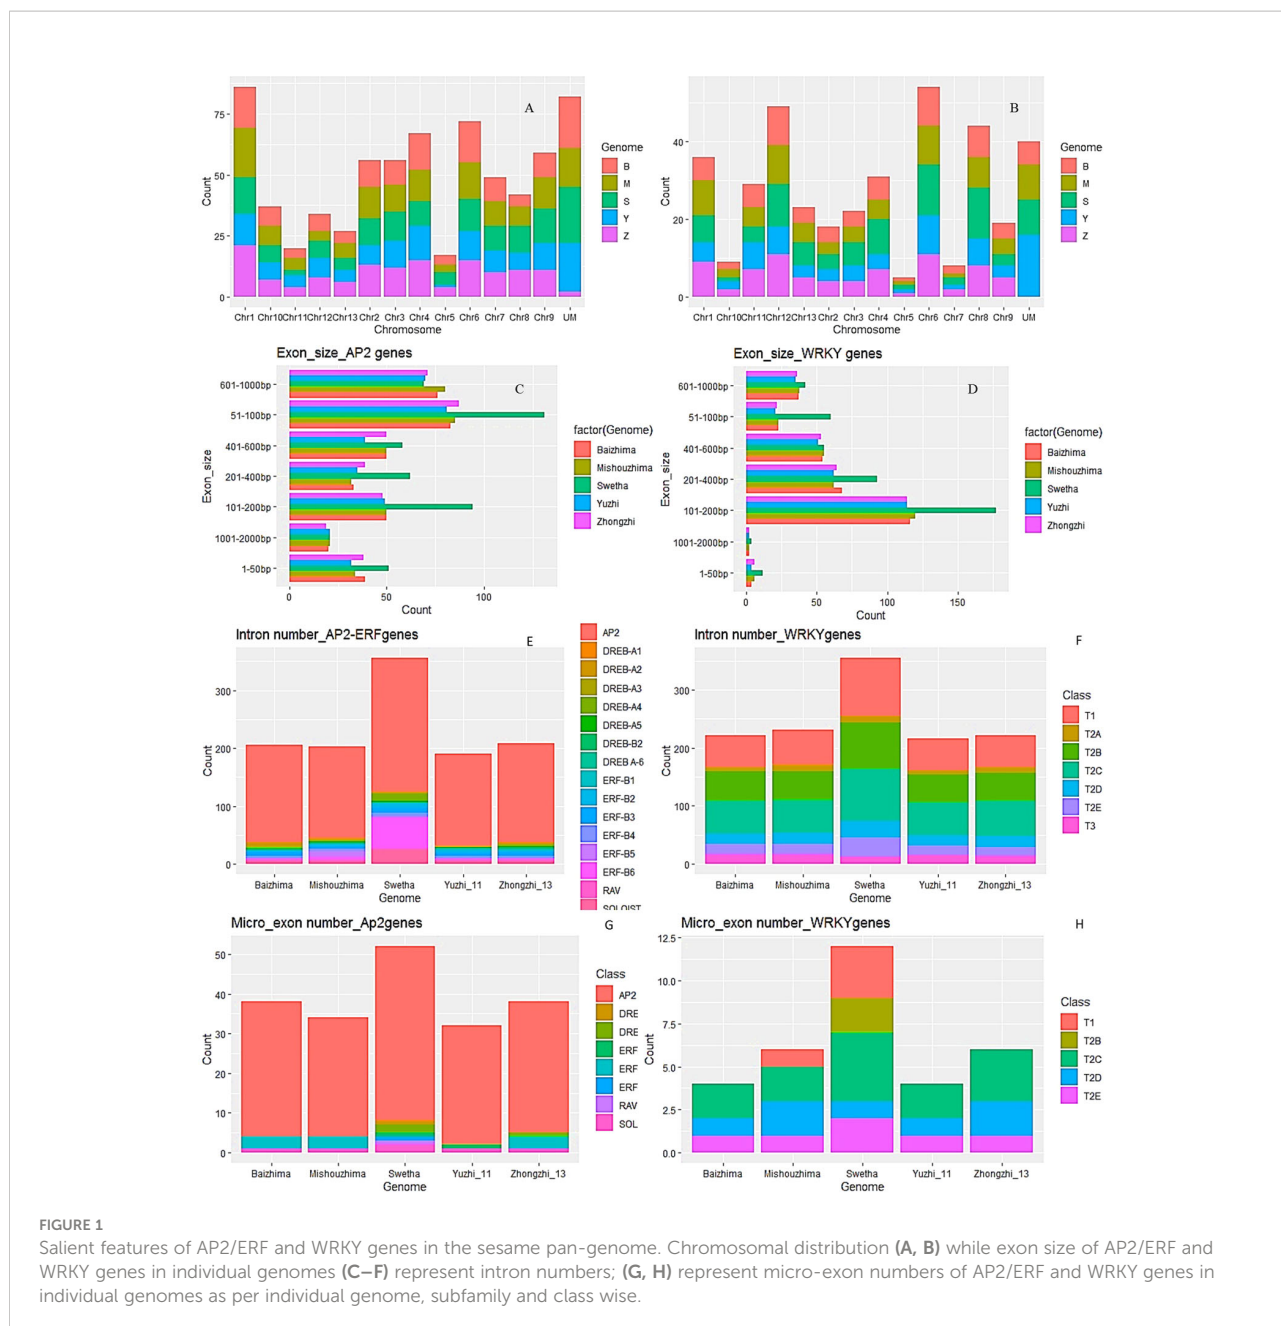 A
Count
75
50
25
0
Chr1 Chr10 Chr11 Chr12 Chr13 Chr2 Chr3 Chr4 Chr5 Chr6 Chr7 Chr8 Chr9 UM
Chromosome
Genome
B
M
S
Y
Z
B
Count
40
20
0
Chr1 Chr10 Chr11 Chr12 Chr13 Chr2 Chr3 Chr4 Chr5 Chr6 Chr7 Chr8 Chr9 UM
Chromosome
Genome
B
M
S
Y
Z
Exon_size_AP2 genes
C
Exon_size
601-1000bp
51-100bp
401-600bp
201-400bp
101-200bp
1001-2000bp
1-50bp
0 50 100
Count
factor(Genome)
Baizhima
Mishouzhima
Swetha
Yuzhi
Zhongzhi
Exon_size_WRKY genes
D
Exon_size
601-1000bp
51-100bp
401-600bp
201-400bp
101-200bp
1001-2000bp
1-50bp
0 50 100 150
Count
factor(Genome)
Baizhima
Mishouzhima
Swetha
Yuzhi
Zhongzhi
Intron number_AP2-ERFgenes
E
Count
300
200
100
0
Baizhima Mishouzhima Swetha Yuzhi_11 Zhongzhi_13
Genome
AP2
DREB-A1
DREB-A2
DREB-A3
DREB-A4
DREB-A5
DREB-B2
DREB A-6
ERF-B1
ERF-B2
ERF-B3
ERF-B4
ERF-B5
ERF-B6
RAV
SOLOIST
Intron number_WRKYgenes
F
Count
300
200
100
0
Baizhima Mishouzhima Swetha Yuzhi_11 Zhongzhi_13
Genome
Class
T1
T2A
T2B
T2C
T2D
T2E
T3
Micro_exon number_Ap2genes
G
Count
50
40
30
20
10
0
Baizhima Mishouzhima Swetha Yuzhi_11 Zhongzhi_13
Genome
Class
AP2
DRE
DRE
ERF
ERF
ERF
RAV
SOL
Micro_exon number_WRKYgenes
H
Count
12.5
10.0
7.5
5.0
2.5
0.0
Baizhima Mishouzhima Swetha Yuzhi_11 Zhongzhi_13
Genome
Class
T1
T2B
T2C
T2D
T2E
FIGURE 1
Salient features of AP2/ERF and WRKY genes in the sesame pan-genome. Chromosomal distribution (A, B) while exon size of AP2/ERF and
WRKY genes in individual genomes (C–F) represent intron numbers; (G, H) represent micro-exon numbers of AP2/ERF and WRKY genes in
individual genomes as per individual genome, subfamily and class wise.